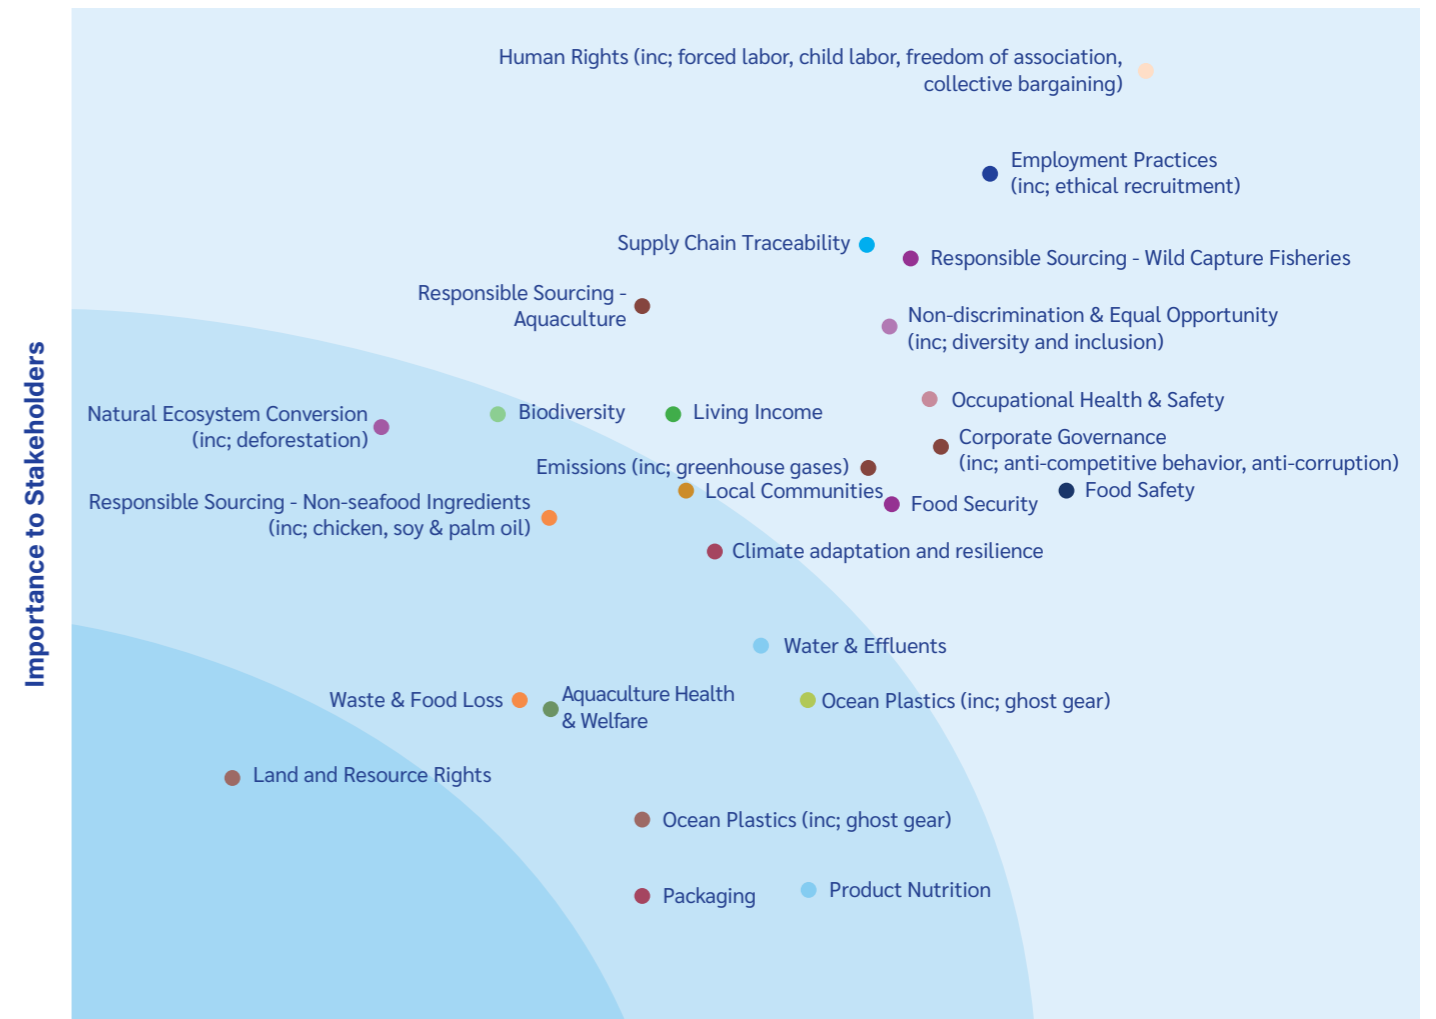 Human Rights (inc; forced labor, child labor, freedom of association,
collective bargaining)
Employment Practices
(inc; ethical recruitment)
Supply Chain Traceability
Responsible Sourcing - Wild Capture Fisheries
Responsible Sourcing -
Aquaculture
Non-discrimination & Equal Opportunity
(inc; diversity and inclusion)
Importance to Stakeholders
Natural Ecosystem Conversion
(inc; deforestation)
Biodiversity
Living Income
Occupational Health & Safety
Corporate Governance
(inc; anti-competitive behavior, anti-corruption)
Emissions (inc; greenhouse gases)
Local Communities
Food Security
Food Safety
Responsible Sourcing - Non-seafood Ingredients
(inc; chicken, soy & palm oil)
Climate adaptation and resilience
Water & Effluents
Waste & Food Loss
Aquaculture Health
& Welfare
Ocean Plastics (inc; ghost gear)
Land and Resource Rights
Ocean Plastics (inc; ghost gear)
Packaging
Product Nutrition